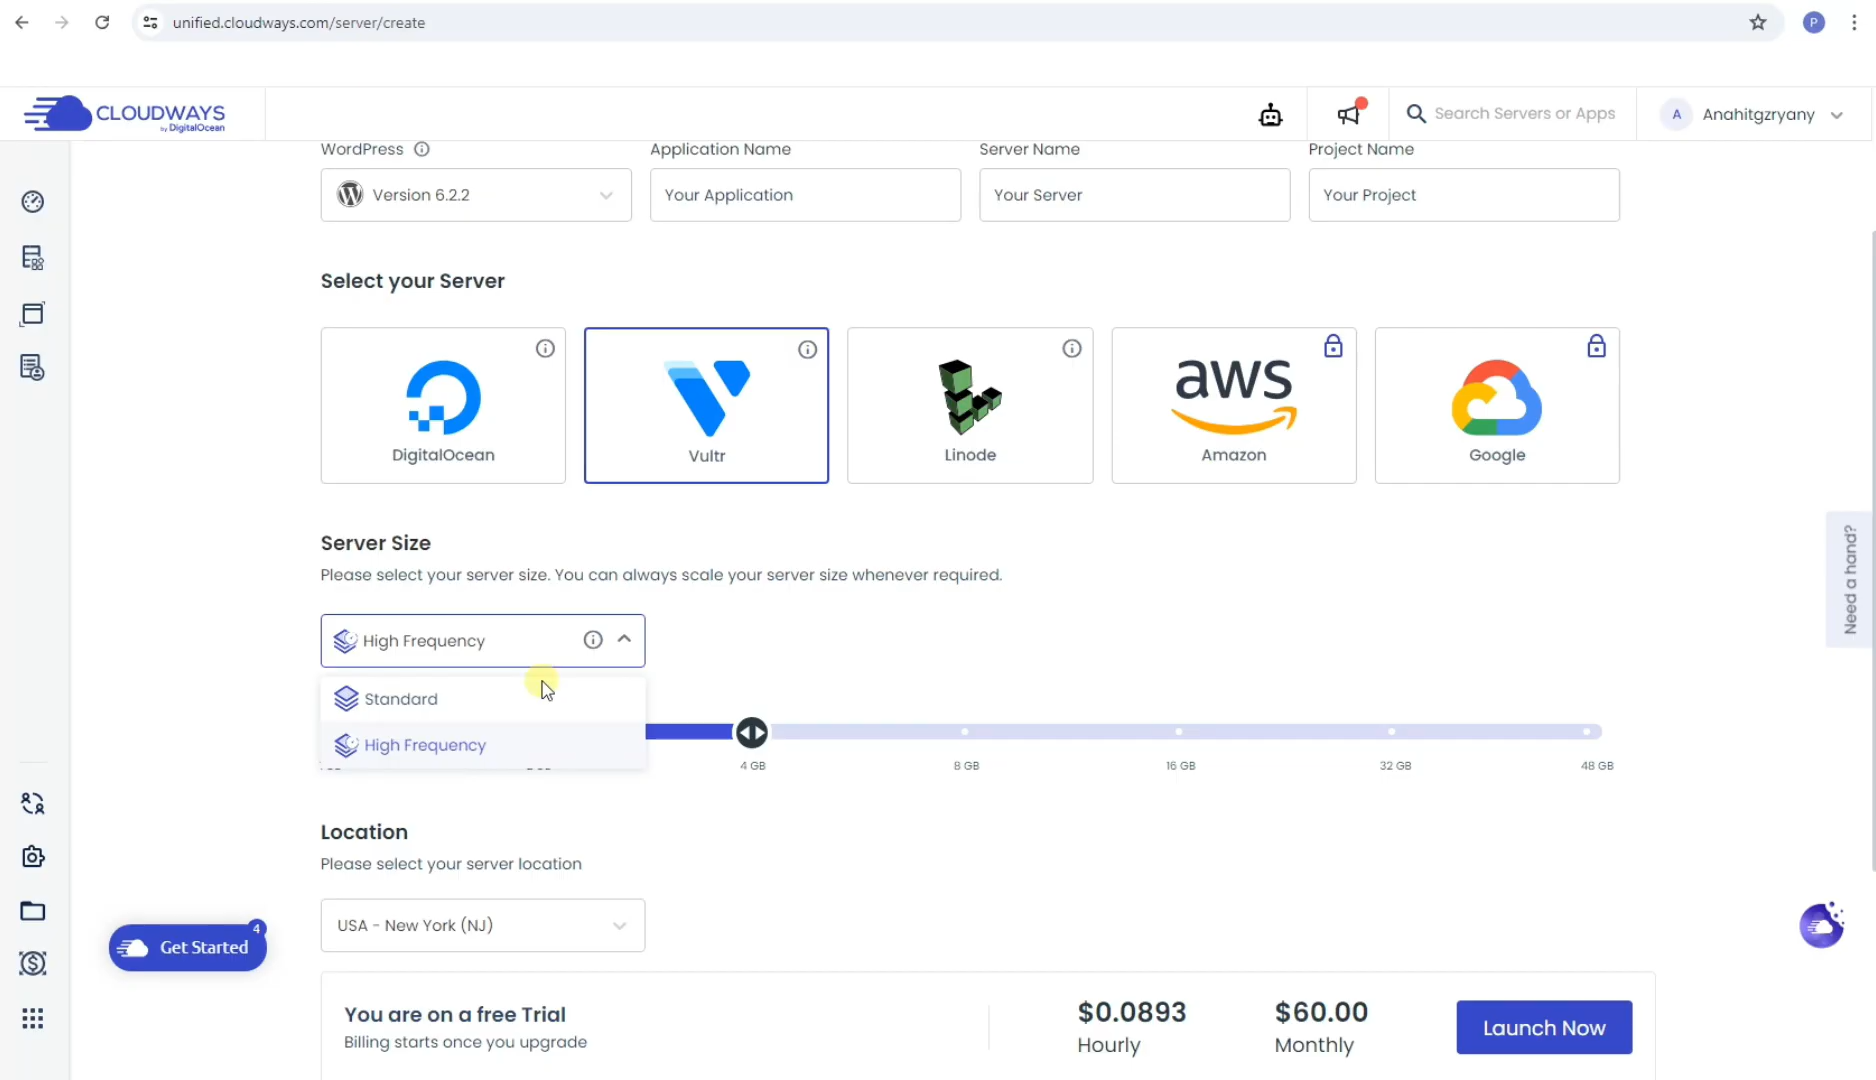 unified.cloudways.com/server/create
P
CLOUDWAYS
by DigitalOcean
Search Servers or Apps
A
Anahitgzryany
WordPress
Application Name
Server Name
Project Name
Version 6.2.2
Your Application
Your Server
Your Project
Select your Server
DigitalOcean
Vultr
Linode
aws
Amazon
Google
Server Size
Please select your server size. You can always scale your server size whenever required.
High Frequency
Standard
High Frequency
4 GB
8 GB
16 GB
32 GB
48 GB
Need a hand?
Location
Please select your server location
USA - New York (NJ)
Get Started
4
You are on a free Trial
Billing starts once you upgrade
$0.0893
Hourly
$60.00
Monthly
Launch Now